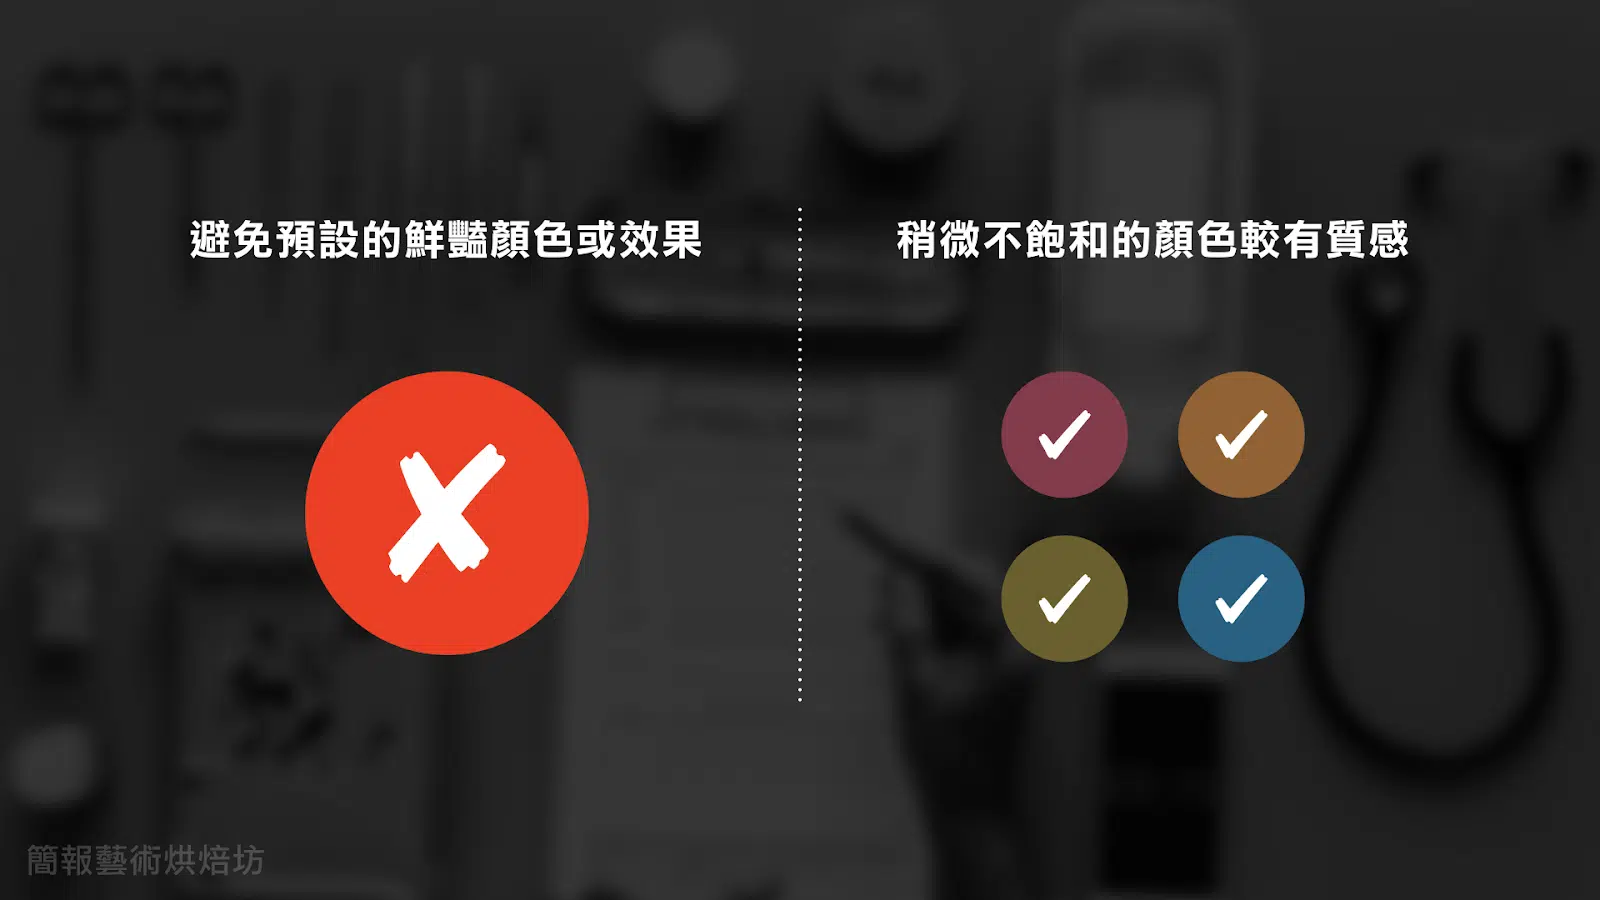 避免預設的鮮豔顏色或效果
稍微不飽和的顏色較有質感
簡報藝術烘焙坊